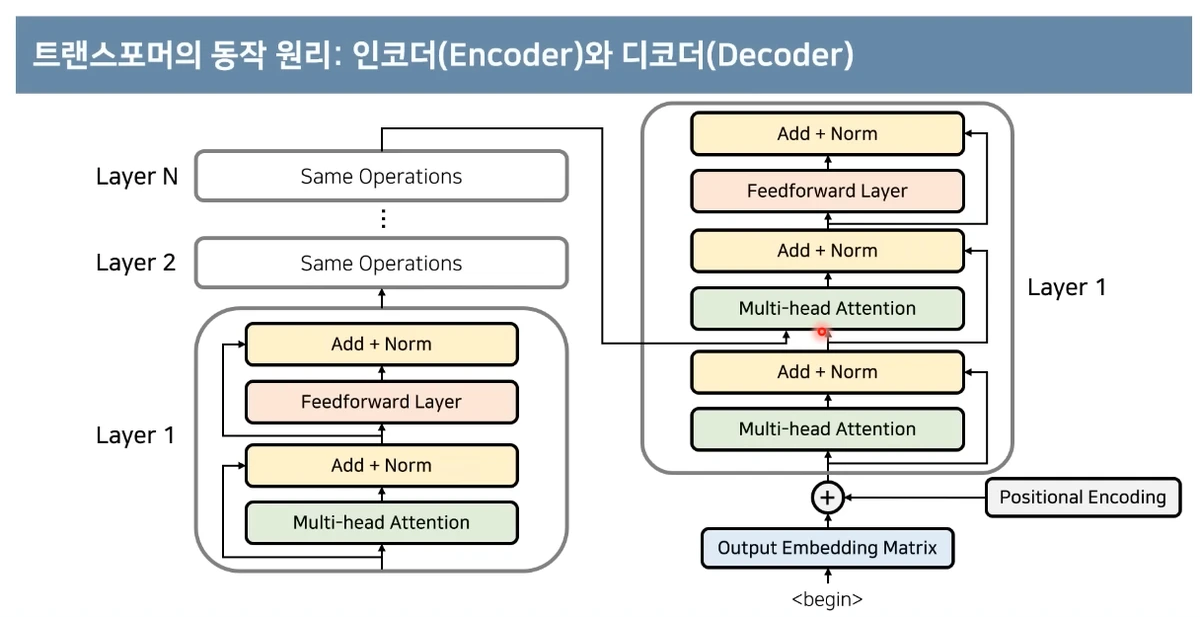 트랜스포머의 동작 원리: 인코더(Encoder)와 디코더(Decoder)
Layer N
Same Operations
⋮
Layer 2
Same Operations
Layer 1
Add + Norm
Feedforward Layer
Add + Norm
Multi-head Attention
Add + Norm
Feedforward Layer
Add + Norm
Multi-head Attention
Add + Norm
Multi-head Attention
Layer 1
+
Positional Encoding
Output Embedding Matrix
<begin>